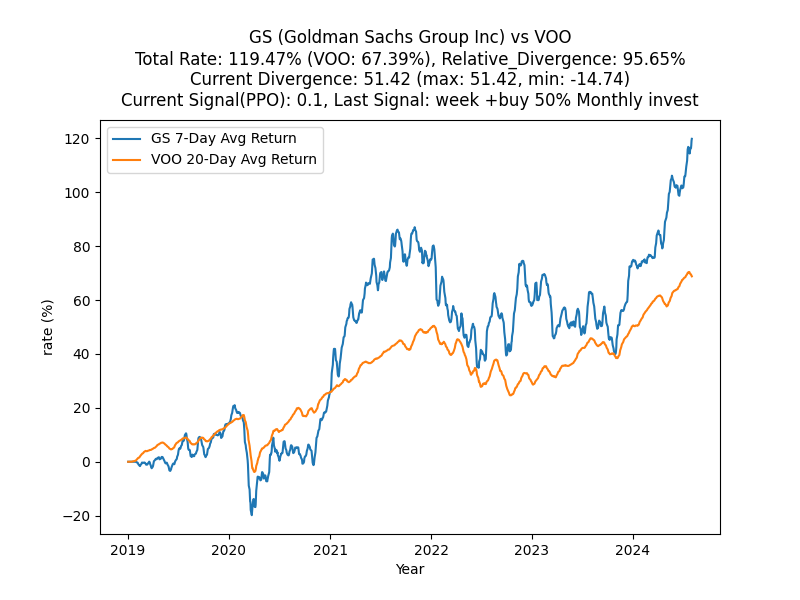 GS (Goldman Sachs Group Inc) vs VOO
Total Rate: 119.47% (VOO: 67.39%), Relative_Divergence: 95.65%
Current Divergence: 51.42 (max: 51.42, min: -14.74)
Current Signal(PPO): 0.1, Last Signal: week +buy 50% Monthly invest
GS 7-Day Avg Return
VOO 20-Day Avg Return
rate (%)
120
100
80
60
40
20
0
−20
2019 2020 2021 2022 2023 2024
Year